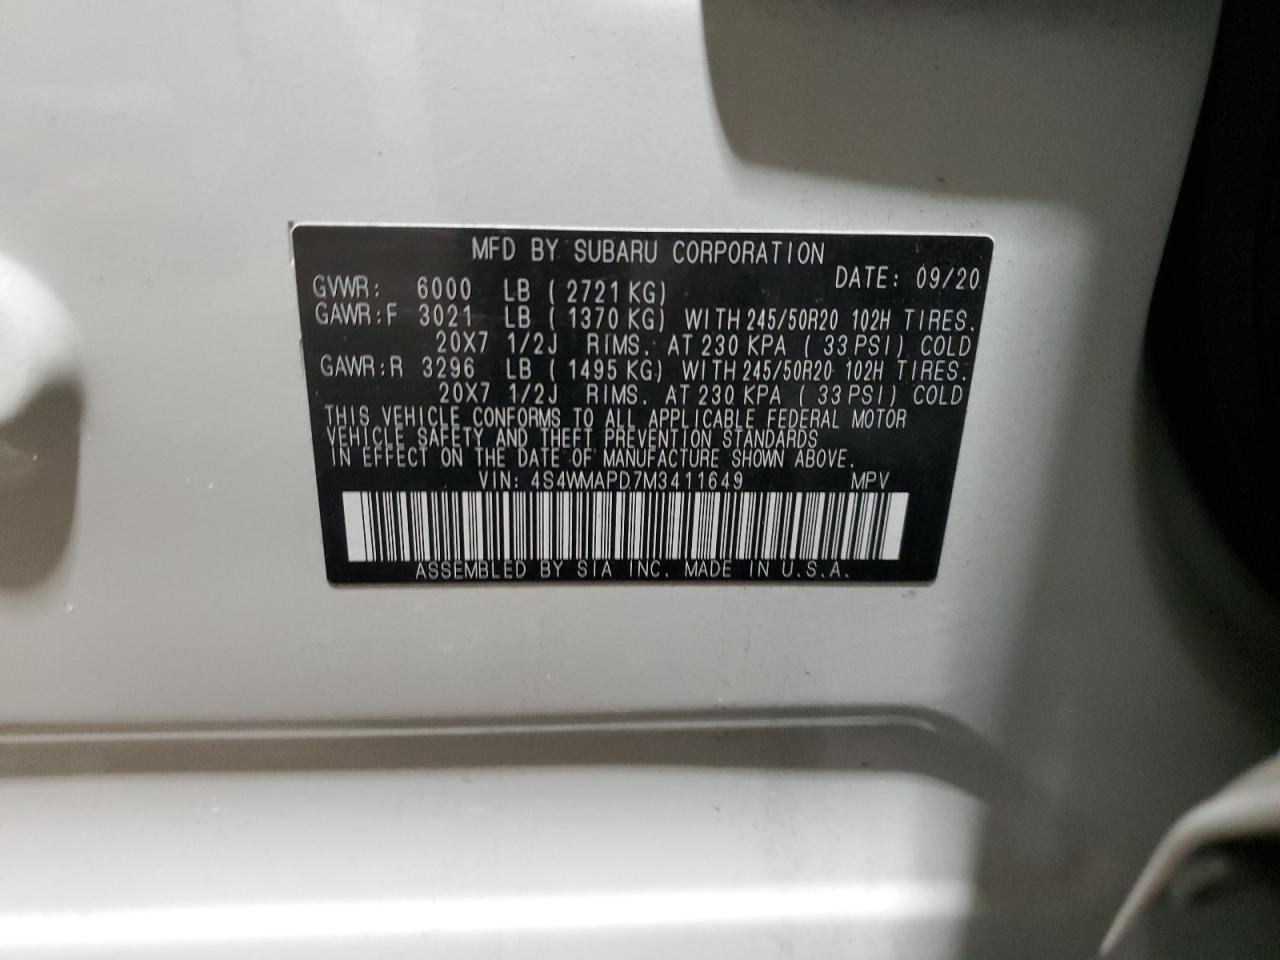 MFD BY SUBARU CORPORATION
DATE: 09/20
GVWR: 6000 LB ( 2721 KG)
GAWR:F 3021 LB ( 1370 KG) WITH 245/50R20 102H TIRES.
20X7 1/2J RIMS. AT 230 KPA ( 33 PSI) COLD
GAWR:R 3296 LB ( 1495 KG) WITH 245/50R20 102H TIRES.
20X7 1/2J RIMS. AT 230 KPA ( 33 PSI) COLD
THIS VEHICLE CONFORMS TO ALL APPLICABLE FEDERAL MOTOR
VEHICLE SAFETY AND THEFT PREVENTION STANDARDS
IN EFFECT ON THE DATE OF MANUFACTURE SHOWN ABOVE.
VIN: 4S4WMAPD7M3411649 MPV
ASSEMBLED BY SIA INC. MADE IN U.S.A.